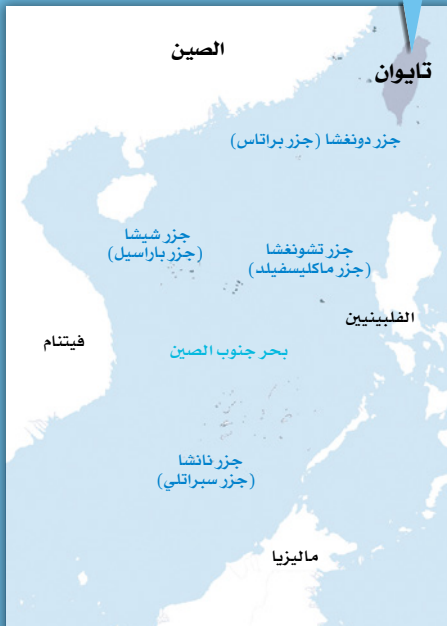 الصين
تايوان
جزر دونغشا (جزر براتاس)
جزر شيشا
(جزر باراسيل)
جزر تشونغشا
(جزر ماكليسفيلد)
الفلبينيين
فيتنام
بحر جنوب الصين
جزر نانشا
(جزر سبراتلي)
ماليزيا